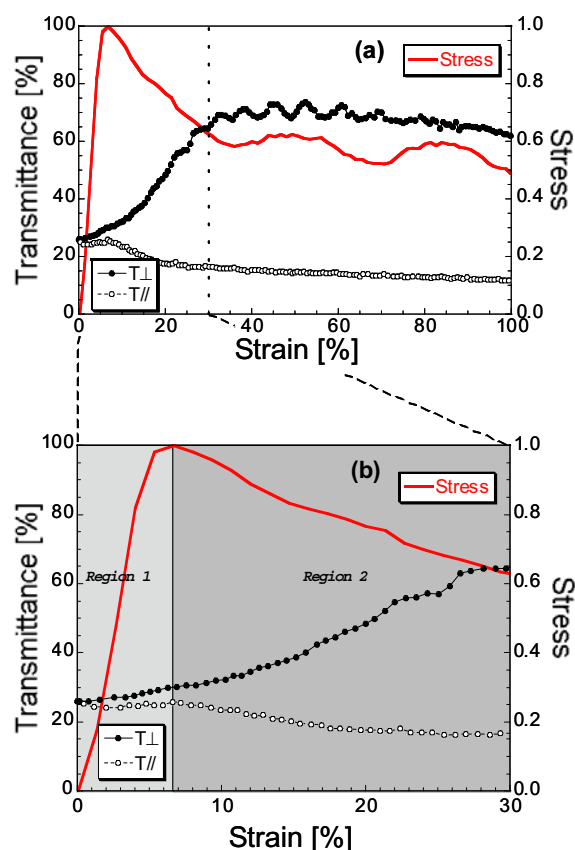 (a)
Stress
Transmittance [%]
100
80
60
40
20
0
1.0
0.8
0.6
0.4
0.2
0.0
Stress
T⊥
T//
0
20
40
60
80
100
Strain [%]
(b)
Stress
Transmittance [%]
100
80
60
40
20
0
1.0
0.8
0.6
0.4
0.2
0.0
Stress
Region 1
Region 2
T⊥
T//
0
10
20
30
Strain [%]